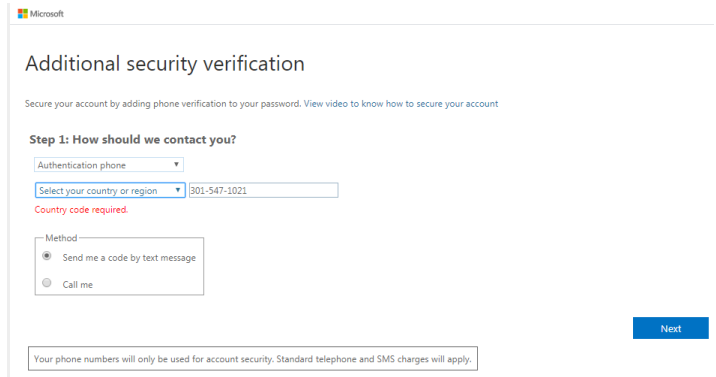 Microsoft
Additional security verification
Secure your account by adding phone verification to your password. View video to know how to secure your account
Step 1: How should we contact you?
Authentication phone
Select your country or region 301-547-1021
Country code required.
Method
Send me a code by text message
Call me
Next
Your phone numbers will only be used for account security. Standard telephone and SMS charges will apply.